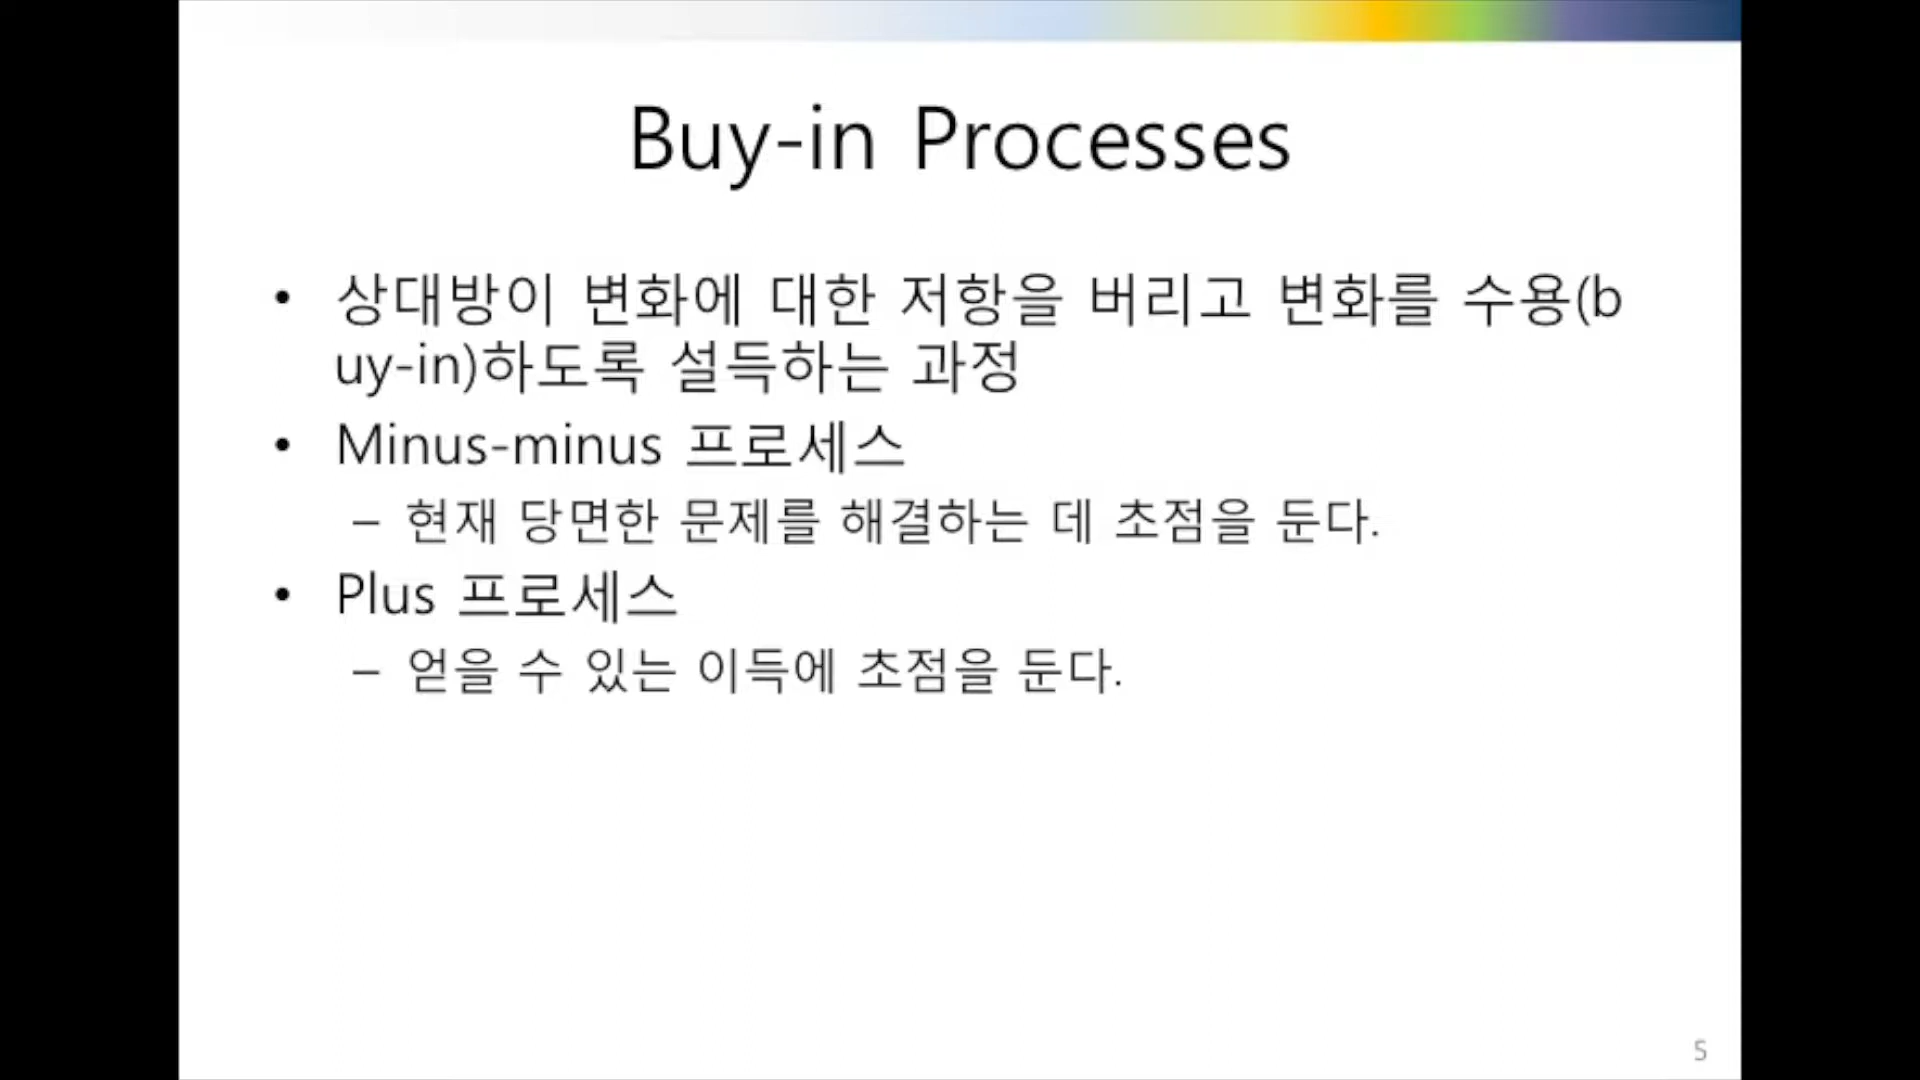 Buy-in Processes
• 상대방이 변화에 대한 저항을 버리고 변화를 수용(b
uy-in)하도록 설득하는 과정
• Minus-minus 프로세스
– 현재 당면한 문제를 해결하는 데 초점을 둔다.
• Plus 프로세스
– 얻을 수 있는 이득에 초점을 둔다.
5